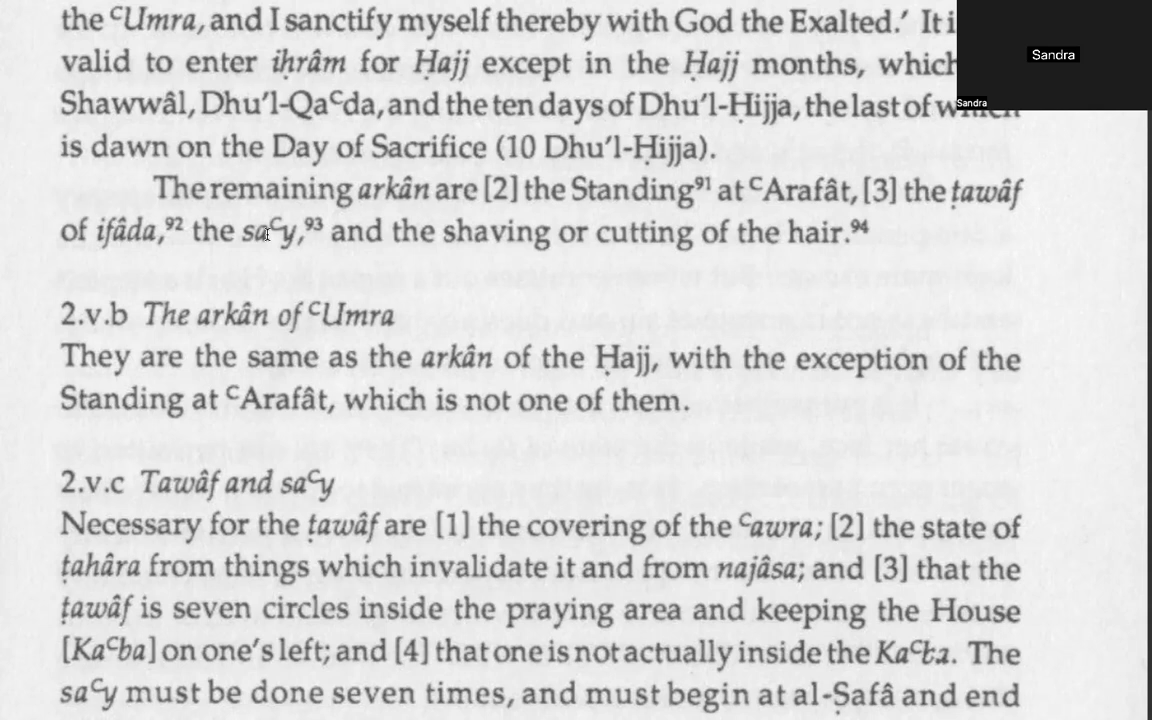 the ᶜUmra, and I sanctify myself thereby with God the Exalted.' It i
valid to enter iḥrâm for Ḥajj except in the Ḥajj months, which
Shawwâl, Dhu'l-Qaᶜda, and the ten days of Dhu'l-Ḥijja, the last of which
is dawn on the Day of Sacrifice (10 Dhu'l-Ḥijja).
The remaining arkân are [2] the Standing⁹¹ at ᶜArafât, [3] the ṭawâf
of ifâda,⁹² the saᶜy,⁹³ and the shaving or cutting of the hair.⁹⁴
2.v.b The arkân of ᶜUmra
They are the same as the arkân of the Ḥajj, with the exception of the
Standing at ᶜArafât, which is not one of them.
2.v.c Tawâf and saᶜy
Necessary for the ṭawâf are [1] the covering of the ᶜawra; [2] the state of
ṭahâra from things which invalidate it and from najâsa; and [3] that the
ṭawâf is seven circles inside the praying area and keeping the House
[Kaᶜba] on one's left; and [4] that one is not actually inside the Kaᶜba. The
saᶜy must be done seven times, and must begin at al-Ṣafâ and end
Sandra
Sandra